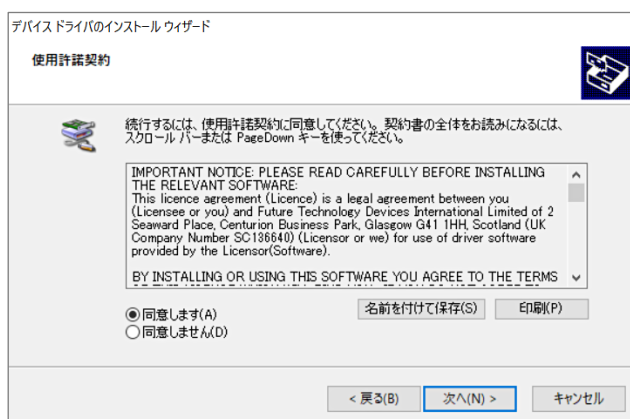 デバイス ドライバのインストール ウィザード
使用許諾契約
続行するには、使用許諾契約に同意してください。契約書の全体をお読みになるには、
スクロール バーまたは PageDown キーを使ってください。
IMPORTANT NOTICE: PLEASE READ CAREFULLY BEFORE INSTALLING
THE RELEVANT SOFTWARE:
This licence agreement (Licence) is a legal agreement between you
(Licensee or you) and Future Technology Devices International Limited of 2
Seaward Place, Centurion Business Park, Glasgow G41 1HH, Scotland (UK
Company Number SC136640) (Licensor or we) for use of driver software
provided by the Licensor(Software).
BY INSTALLING OR USING THIS SOFTWARE YOU AGREE TO THE TERMS
同意します(A)
名前を付けて保存(S)
印刷(P)
同意しません(D)
< 戻る(B)
次へ(N) >
キャンセル